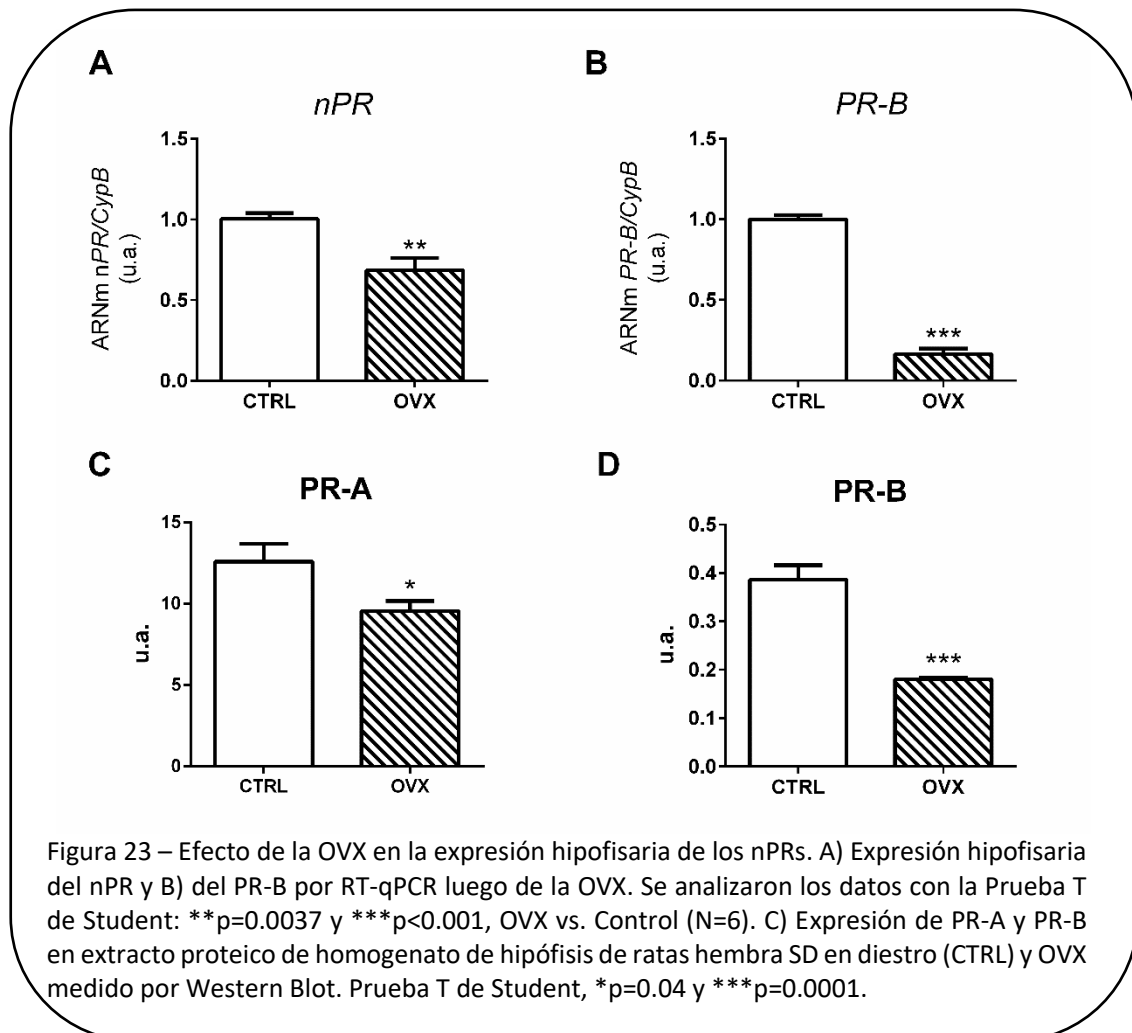 A
B
nPR
PR-B
ARNm nPR/CypB
(u.a.)
1.5
1.0
0.5
0.0
**
CTRL
OVX
ARNm PR-B/CypB
(u.a.)
1.5
1.0
0.5
0.0
***
CTRL
OVX
C
D
PR-A
PR-B
u.a.
15
10
5
0
*
CTRL
OVX
u.a.
0.5
0.4
0.3
0.2
0.1
0.0
***
CTRL
OVX
Figura 23 – Efecto de la OVX en la expresión hipofisaria de los nPRs. A) Expresión hipofisaria
del nPR y B) del PR-B por RT-qPCR luego de la OVX. Se analizaron los datos con la Prueba T
de Student: **p=0.0037 y ***p<0.001, OVX vs. Control (N=6). C) Expresión de PR-A y PR-B
en extracto proteico de homogenato de hipófisis de ratas hembra SD en diestro (CTRL) y OVX
medido por Western Blot. Prueba T de Student, *p=0.04 y ***p=0.0001.